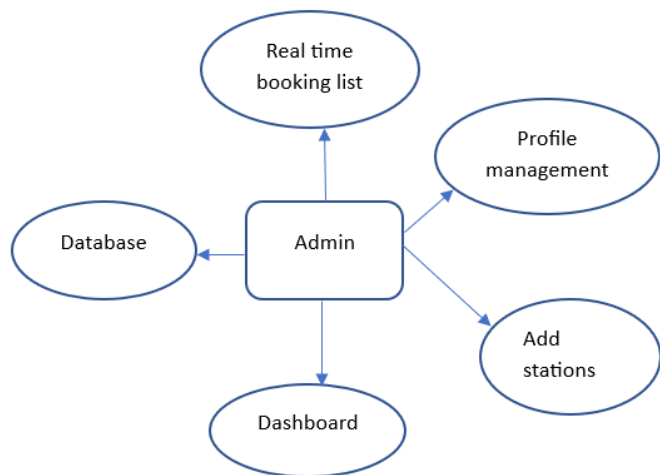 Real time
booking list
Profile
management
Database
Admin
Add
stations
Dashboard